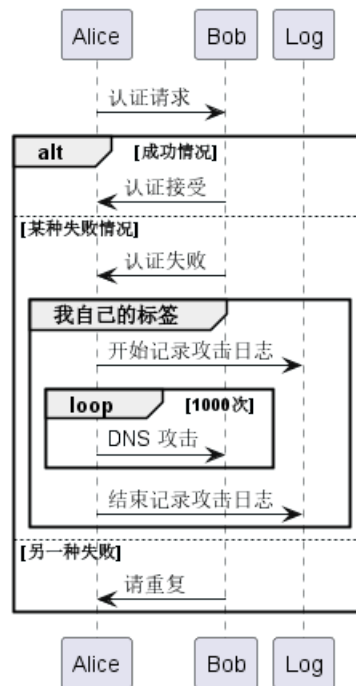 Alice Bob Log
认证请求
alt [成功情况]
认证接受
[某种失败情况]
认证失败
我自己的标签
开始记录攻击日志
loop [1000次]
DNS 攻击
结束记录攻击日志
[另一种失败]
请重复
Alice Bob Log